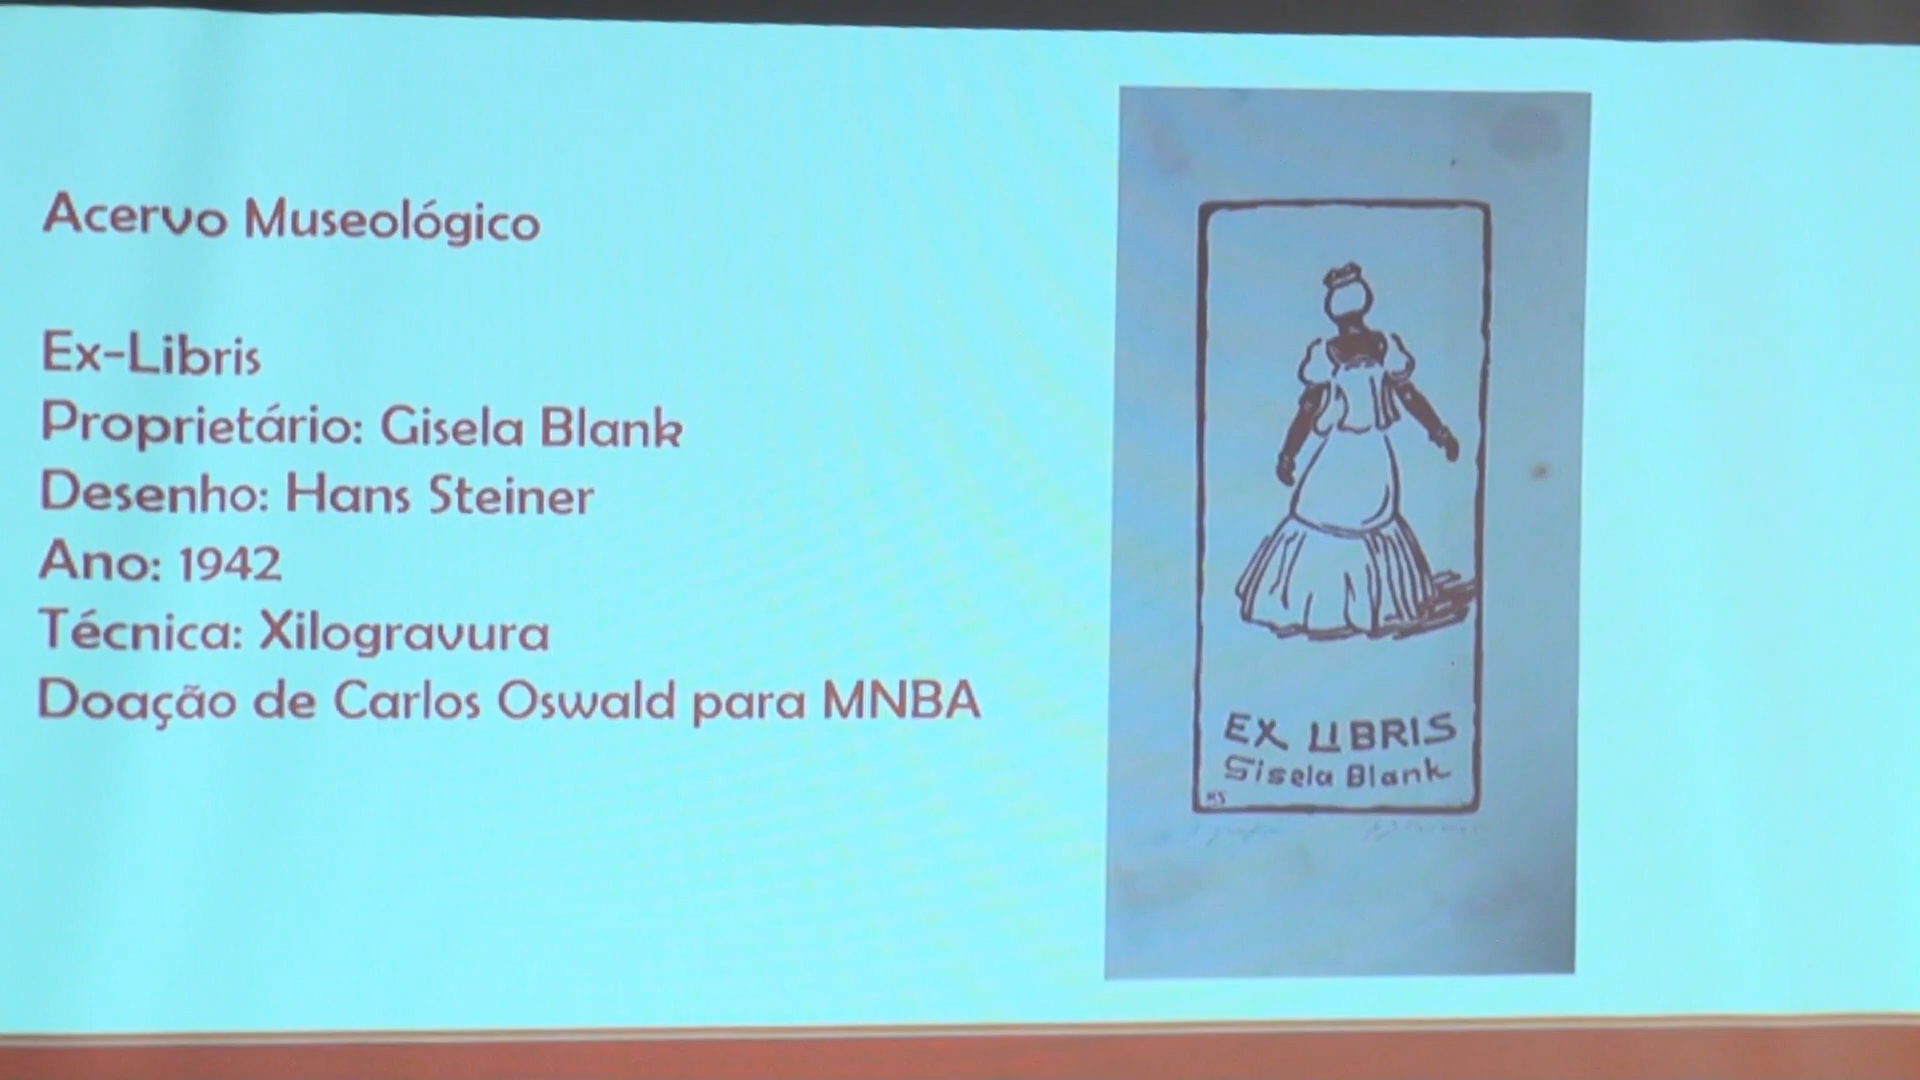 Acervo Museológico
Ex-Libris
Proprietário: Gisela Blank
Desenho: Hans Steiner
Ano: 1942
Técnica: Xilogravura
Doação de Carlos Oswald para MNBA
EX LIBRIS
Gisela Blank
HS